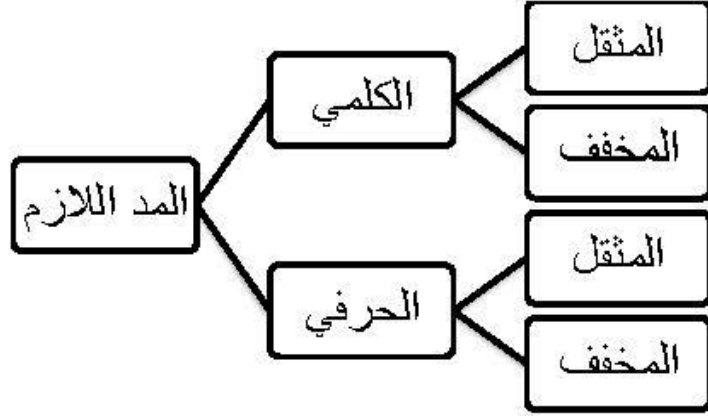 المد اللازم
الكلمي
المثقل
المخفف
الحرفي
المثقل
المخفف